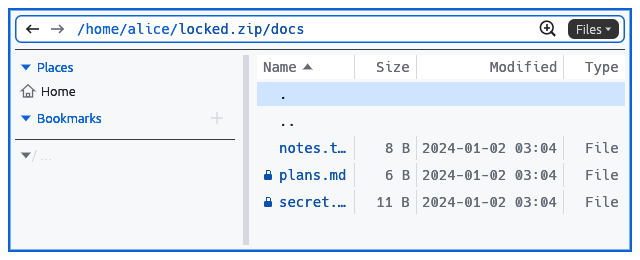 /home/alice/locked.zip/docs Files
Places
Home
Bookmarks
/ ...
Name Size Modified Type
.
..
notes.t… 8 B 2024-01-02 03:04 File
plans.md 6 B 2024-01-02 03:04 File
secret.… 11 B 2024-01-02 03:04 File